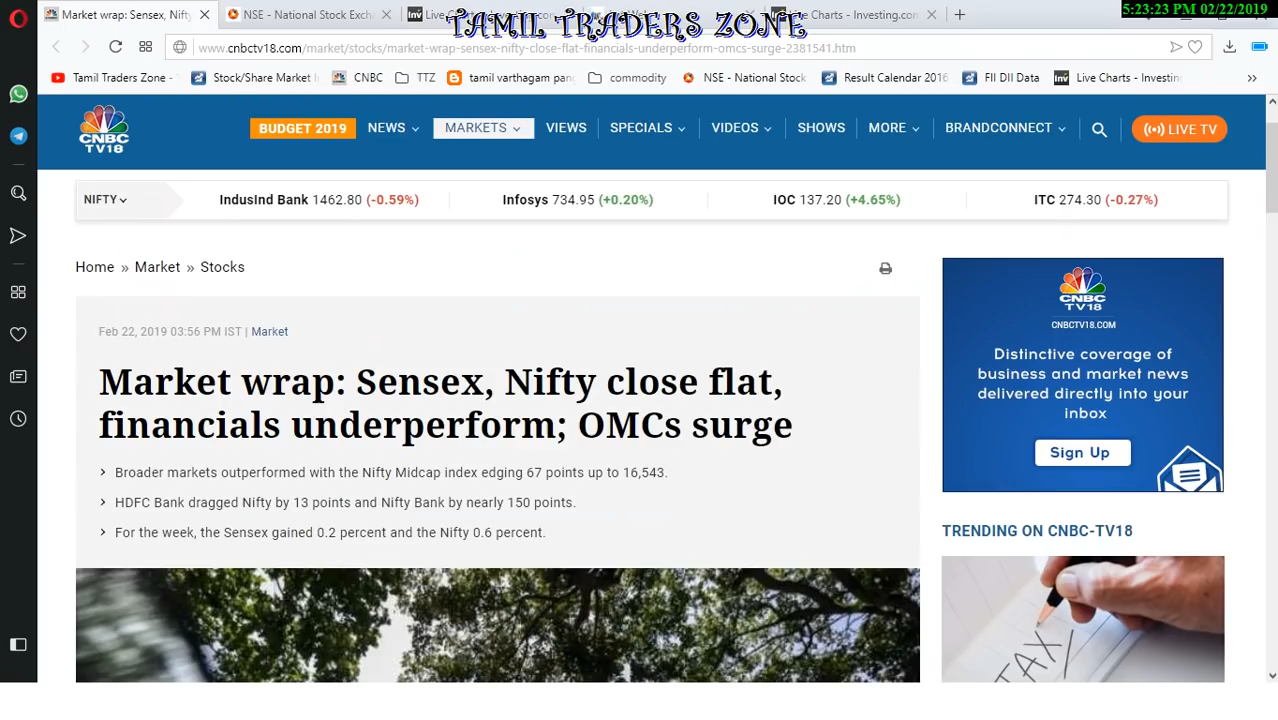 5:23:23 PM 02/22/2019
Market wrap: Sensex, Nifty
NSE - National Stock Exch
Live
TAMIL TRADERS ZONE
Charts - Investing.com
www.cnbctv18.com/market/stocks/market-wrap-sensex-nifty-close-flat-financials-underperform-omcs-surge-2381541.htm
Tamil Traders Zone -
Stock/Share Market I
CNBC
TTZ
tamil varthagam pan
commodity
NSE - National Stock
Result Calendar 2016
FII DII Data
Inv
Live Charts - Investin
CNBC
TV18
BUDGET 2019
NEWS
MARKETS
VIEWS
SPECIALS
VIDEOS
SHOWS
MORE
BRANDCONNECT
LIVE TV
NIFTY
IndusInd Bank 1462.80 (-0.59%)
Infosys 734.95 (+0.20%)
IOC 137.20 (+4.65%)
ITC 274.30 (-0.27%)
Home » Market » Stocks
Feb 22, 2019 03:56 PM IST | Market
Market wrap: Sensex, Nifty close flat,
financials underperform; OMCs surge
Broader markets outperformed with the Nifty Midcap index edging 67 points up to 16,543.
HDFC Bank dragged Nifty by 13 points and Nifty Bank by nearly 150 points.
For the week, the Sensex gained 0.2 percent and the Nifty 0.6 percent.
CNBC
TV18
CNBCTV18.COM
Distinctive coverage of
business and market news
delivered directly into your
inbox
Sign Up
TRENDING ON CNBC-TV18
TAX